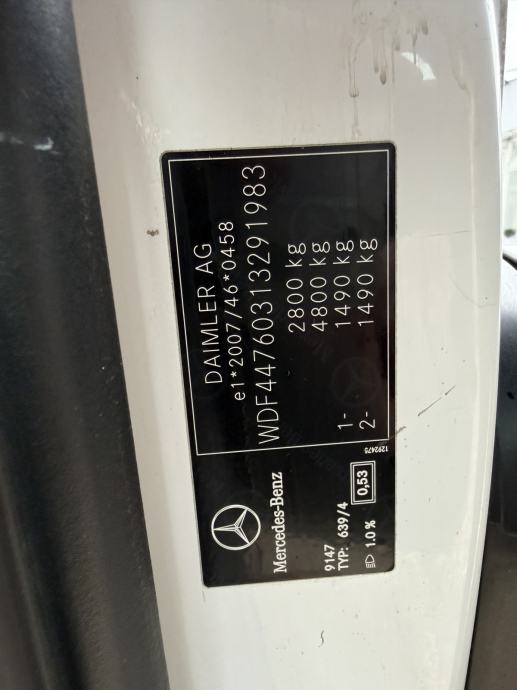 DAIMLER AG
e1*2007/46*0458
WDF44760313291983
2800 kg
4800 kg
1- 1490 kg
2- 1490 kg
Mercedes-Benz
9147
TYP: 639/4
1.0 %
0,53
1292475